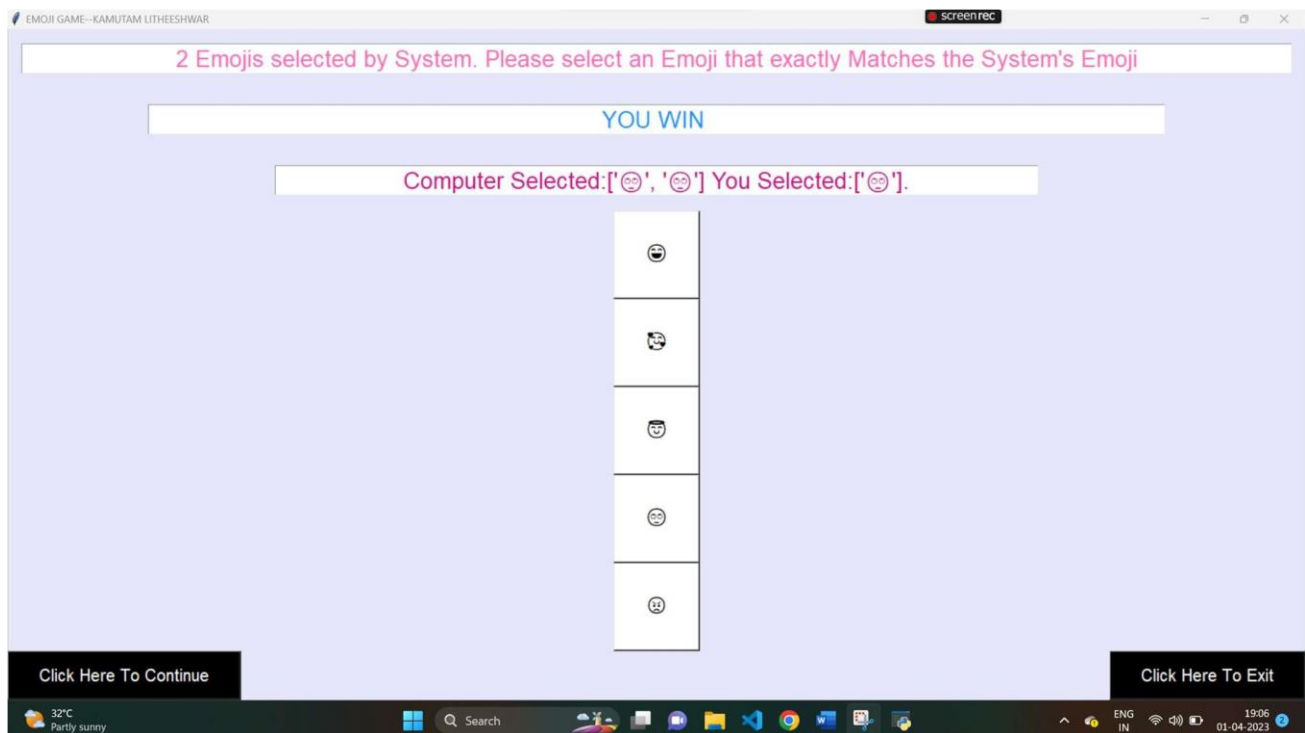 EMOJI GAME--KAMUTAM LITHEESHWAR
screenrec
2 Emojis selected by System. Please select an Emoji that exactly Matches the System's Emoji
YOU WIN
Computer Selected:['🥺', '🥺'] You Selected:['🥺'].
Click Here To Continue
Click Here To Exit
32°C
Partly sunny
Search
ENG
IN
19:06
01-04-2023
2